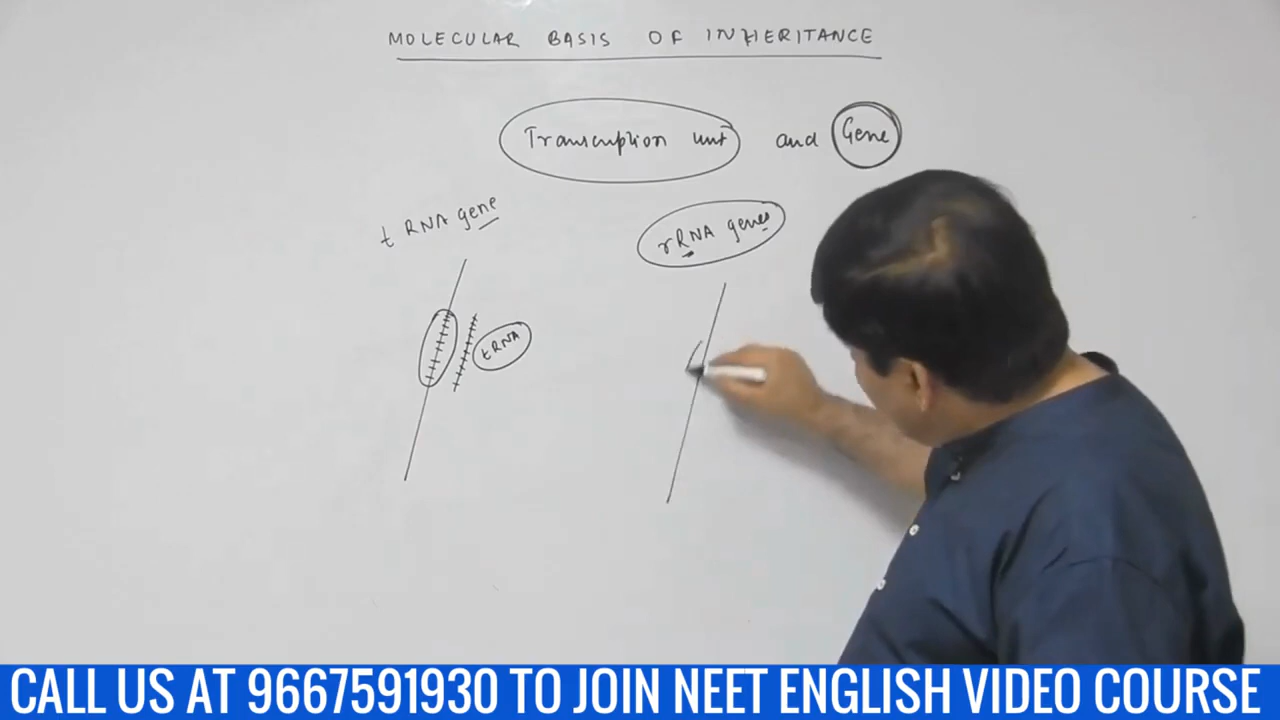 MOLECULAR BASIS OF INHERITANCE
Transcription unit and Gene
t RNA gene
rRNA genes
tRNA
CALL US AT 9667591930 TO JOIN NEET ENGLISH VIDEO COURSE